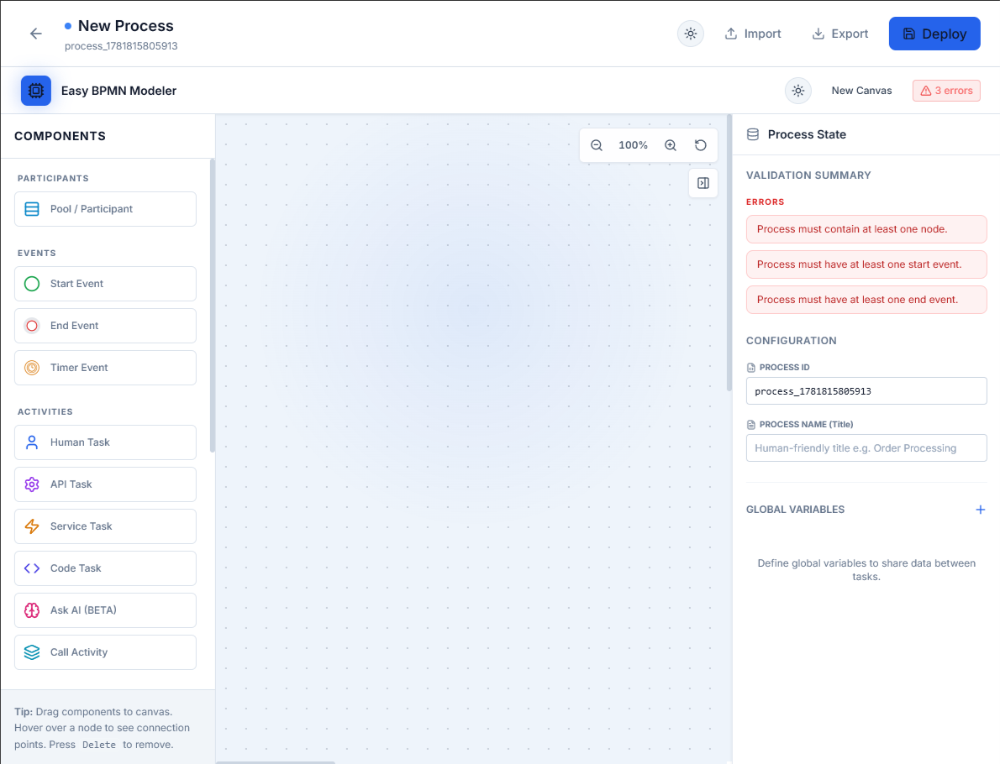 New Process
process_1781815805913
Import
Export
Deploy
Easy BPMN Modeler
New Canvas
3 errors
COMPONENTS
PARTICIPANTS
Pool / Participant
EVENTS
Start Event
End Event
Timer Event
ACTIVITIES
Human Task
API Task
Service Task
Code Task
Ask AI (BETA)
Call Activity
Tip: Drag components to canvas.
Hover over a node to see connection
points. Press Delete to remove.
100%
Process State
VALIDATION SUMMARY
ERRORS
Process must contain at least one node.
Process must have at least one start event.
Process must have at least one end event.
CONFIGURATION
PROCESS ID
process_1781815805913
PROCESS NAME (Title)
Human-friendly title e.g. Order Processing
GLOBAL VARIABLES
Define global variables to share data between
tasks.